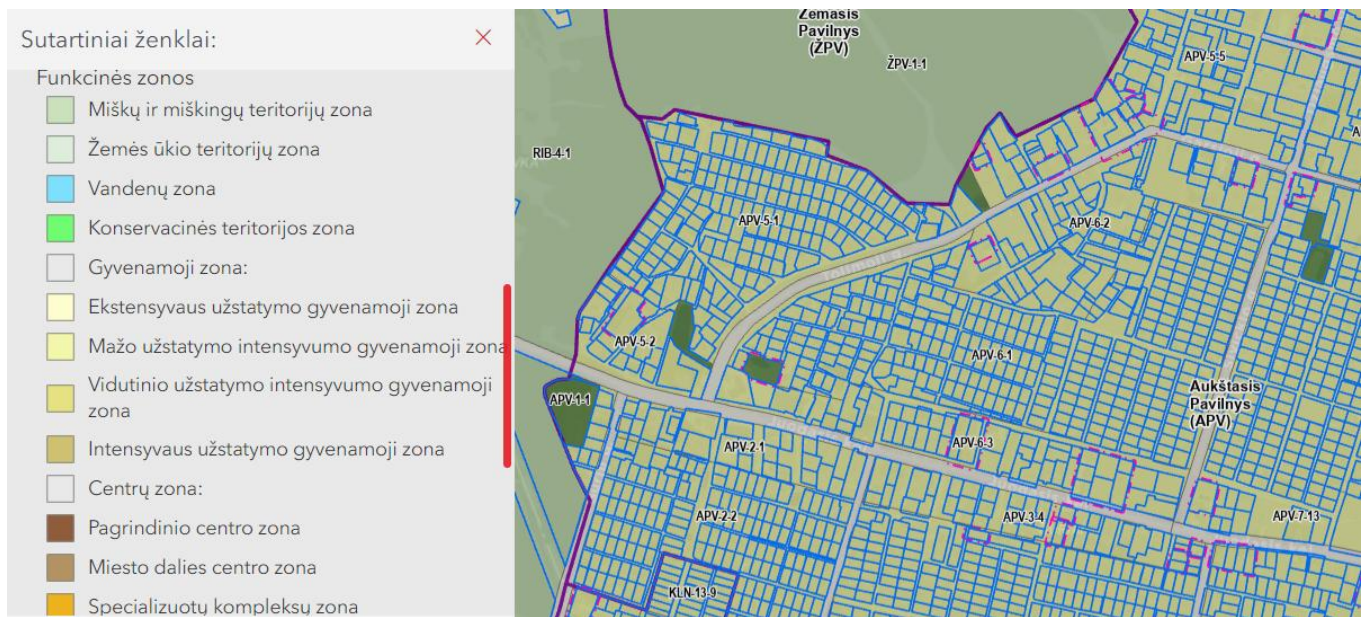 Sutartiniai ženklai:
Funkcinės zonos
Miškų ir miškingų teritorijų zona
Žemės ūkio teritorijų zona
Vandenų zona
Konservacinės teritorijos zona
Gyvenamoji zona:
Ekstensyvaus užstatymo gyvenamoji zona
Mažo užstatymo intensyvumo gyvenamoji zona
Vidutinio užstatymo intensyvumo gyvenamoji
zona
Intensyvaus užstatymo gyvenamoji zona
Centrų zona:
Pagrindinio centro zona
Miesto dalies centro zona
Specializuotų kompleksų zona
Žemasis
Pavilnys
(ŽPV)
ŽPV-1-1
APV-5-5
RIB-4-1
APV-5-1
APV-6-2
APV-5-2
APV-6-1
Aukštasis
Pavilnys
(APV)
APV-1-1
APV-2-1
APV-6-3
APV-2-2
APV-3-4
APV-7-13
KLN-13-9